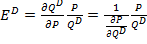 E^D = ∂Q^D/∂P P/Q^D = 1/(∂P/∂Q^D) P/Q^D